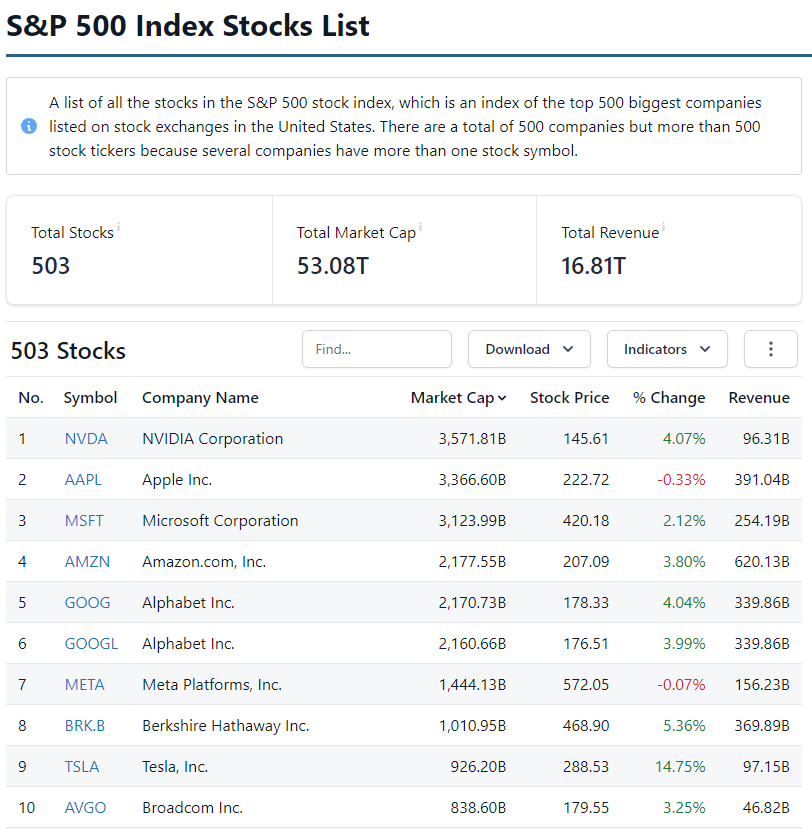 S&P 500 Index Stocks List
A list of all the stocks in the S&P 500 stock index, which is an index of the top 500 biggest companies
listed on stock exchanges in the United States. There are a total of 500 companies but more than 500
stock tickers because several companies have more than one stock symbol.
Total Stocks Total Market Cap Total Revenue
503 53.08T 16.81T
503 Stocks Find... Download Indicators
No. Symbol Company Name Market Cap Stock Price % Change Revenue
1 NVDA NVIDIA Corporation 3,571.81B 145.61 4.07% 96.31B
2 AAPL Apple Inc. 3,366.60B 222.72 -0.33% 391.04B
3 MSFT Microsoft Corporation 3,123.99B 420.18 2.12% 254.19B
4 AMZN Amazon.com, Inc. 2,177.55B 207.09 3.80% 620.13B
5 GOOG Alphabet Inc. 2,170.73B 178.33 4.04% 339.86B
6 GOOGL Alphabet Inc. 2,160.66B 176.51 3.99% 339.86B
7 META Meta Platforms, Inc. 1,444.13B 572.05 -0.07% 156.23B
8 BRK.B Berkshire Hathaway Inc. 1,010.95B 468.90 5.36% 369.89B
9 TSLA Tesla, Inc. 926.20B 288.53 14.75% 97.15B
10 AVGO Broadcom Inc. 838.60B 179.55 3.25% 46.82B